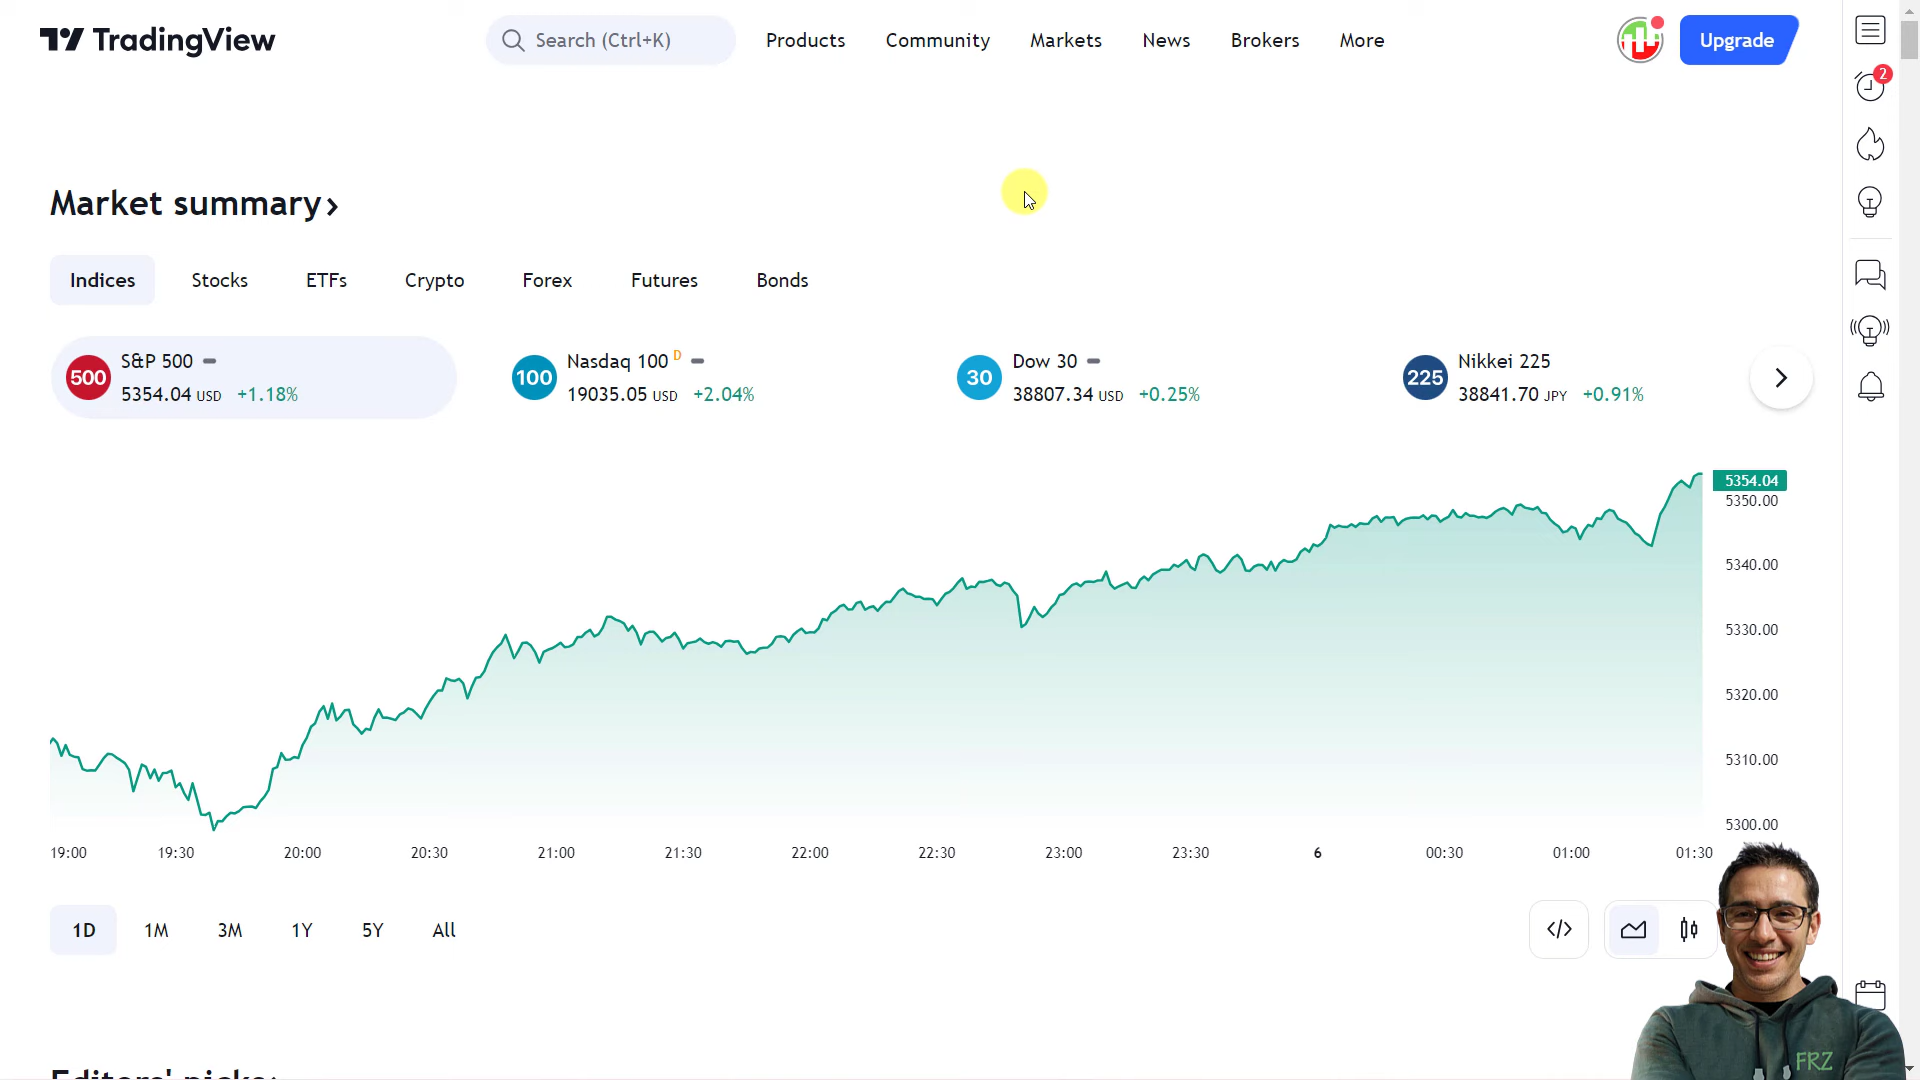 TradingView
Search (Ctrl+K)
Products
Community
Markets
News
Brokers
More
Upgrade
2
Market summary
Indices
Stocks
ETFs
Crypto
Forex
Futures
Bonds
500
S&P 500
5354.04 USD +1.18%
100
Nasdaq 100 D
19035.05 USD +2.04%
30
Dow 30
38807.34 USD +0.25%
225
Nikkei 225
38841.70 JPY +0.91%
5354.04
5350.00
5340.00
5330.00
5320.00
5310.00
5300.00
19:00 19:30 20:00 20:30 21:00 21:30 22:00 22:30 23:00 23:30 6 00:30 01:00 01:30
1D 1M 3M 1Y 5Y All
</>
FRZ
Editors' picks